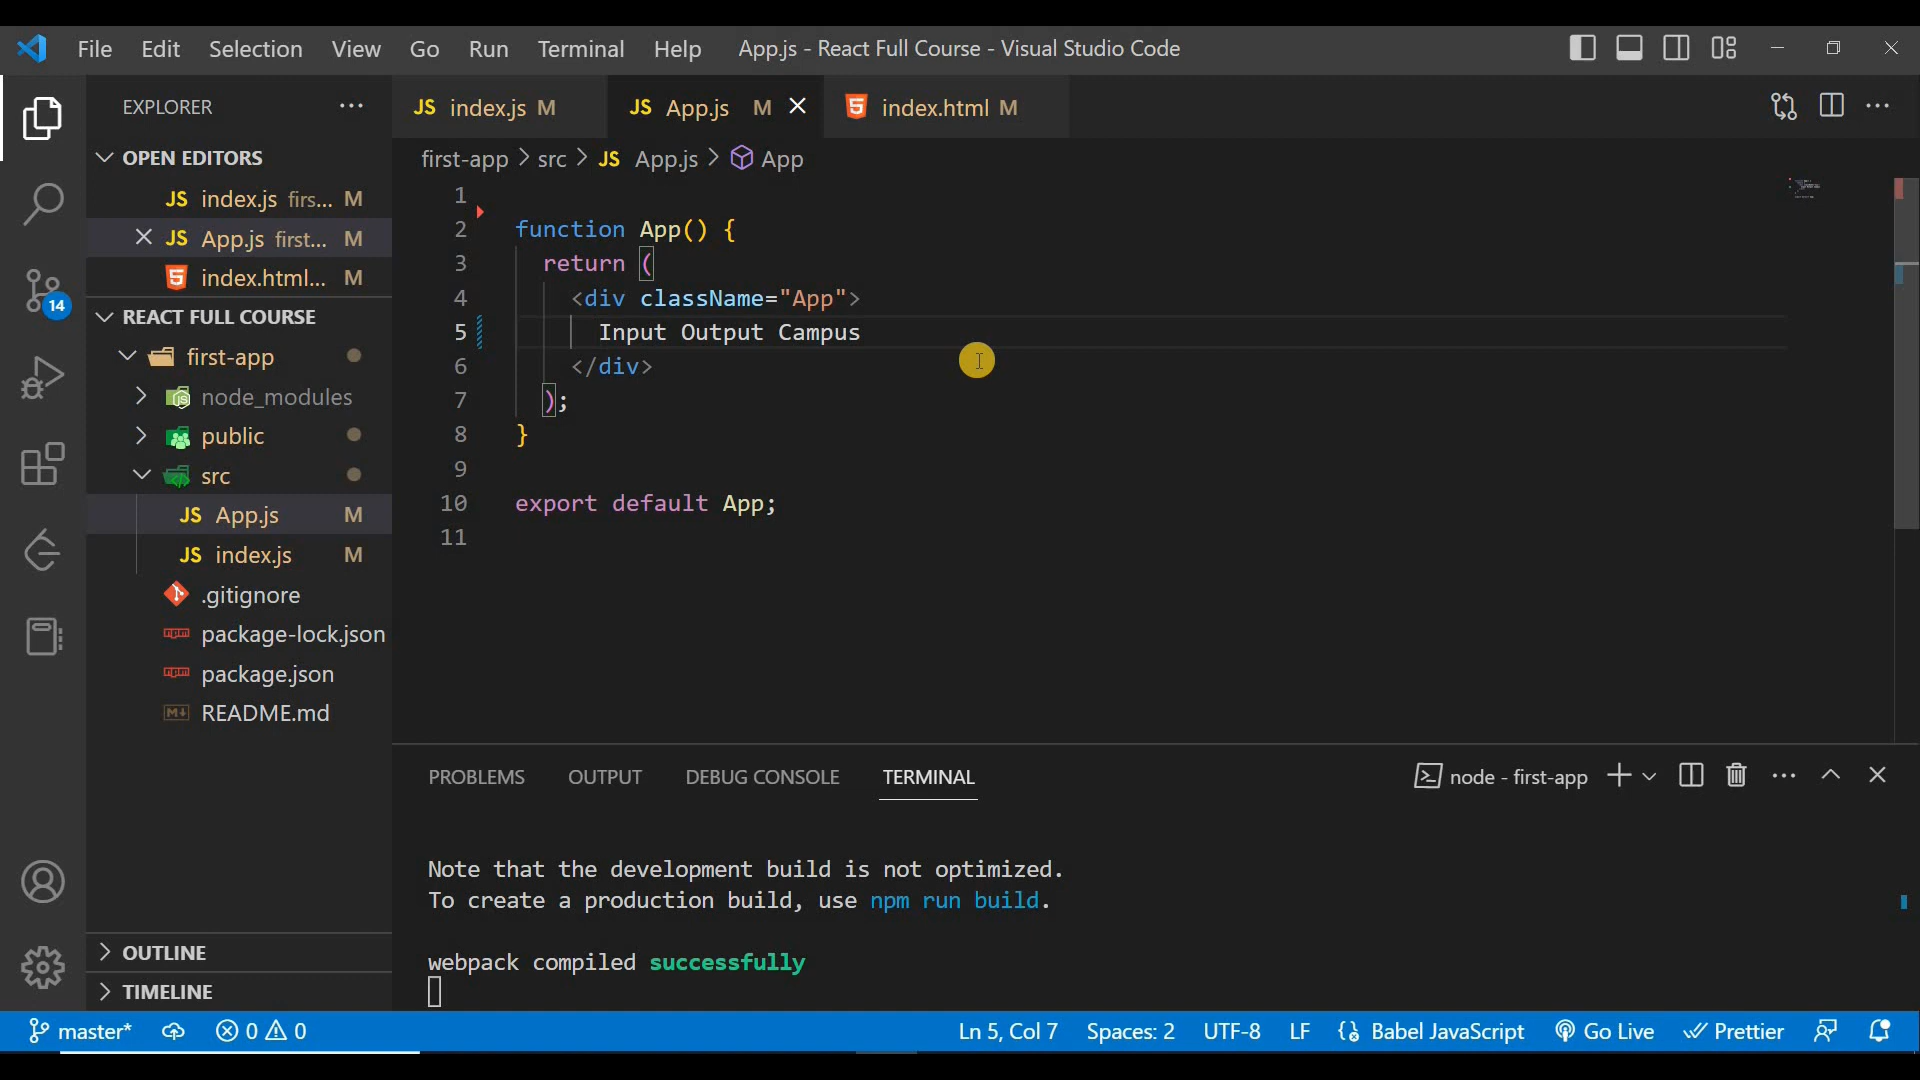 File Edit Selection View Go Run Terminal Help App.js - React Full Course - Visual Studio Code
EXPLORER
OPEN EDITORS
JS index.js firs... M
JS App.js first... M
index.html... M
REACT FULL COURSE
first-app
node_modules
public
src
JS App.js M
JS index.js M
.gitignore
package-lock.json
package.json
README.md
OUTLINE
TIMELINE
14
JS index.js M JS App.js M index.html M
first-app > src > JS App.js > App
1
2 function App() {
3 return (
4 <div className="App">
5 Input Output Campus
6 </div>
7 );
8 }
9
10 export default App;
11
PROBLEMS OUTPUT DEBUG CONSOLE TERMINAL node - first-app
Note that the development build is not optimized.
To create a production build, use npm run build.
webpack compiled successfully
master* 0 0 Ln 5, Col 7 Spaces: 2 UTF-8 LF Babel JavaScript Go Live Prettier